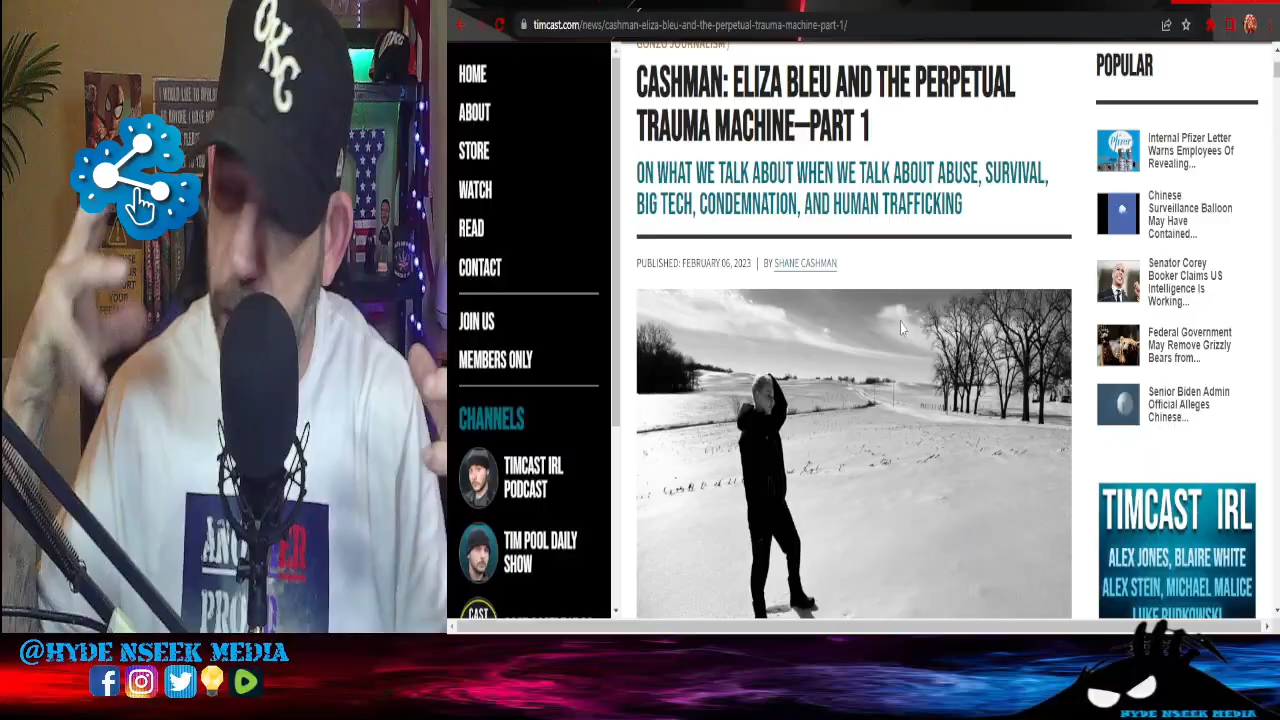 timcast.com/news/cashman-eliza-bleu-and-the-perpetual-trauma-machine-part-1/
OKC
HOME
ABOUT
STORE
WATCH
READ
CONTACT
JOIN US
MEMBERS ONLY
CHANNELS
TIMCAST IRL
PODCAST
TIM POOL DAILY
SHOW
CAST
GONZO JOURNALISM /
CASHMAN: ELIZA BLEU AND THE PERPETUAL
TRAUMA MACHINE—PART 1
ON WHAT WE TALK ABOUT WHEN WE TALK ABOUT ABUSE, SURVIVAL,
BIG TECH, CONDEMNATION, AND HUMAN TRAFFICKING
PUBLISHED: FEBRUARY 06, 2023 | BY SHANE CASHMAN
POPULAR
Internal Pfizer Letter
Warns Employees Of
Revealing...
Chinese
Surveillance Balloon
May Have
Contained...
Senator Corey
Booker Claims US
Intelligence Is
Working...
Federal Government
May Remove Grizzly
Bears from...
Senior Biden Admin
Official Alleges
Chinese...
TIMCAST IRL
ALEX JONES, BLAIRE WHITE
ALEX STEIN, MICHAEL MALICE
@HYDE NSEEK MEDIA
HYDE NSEEK MEDIA